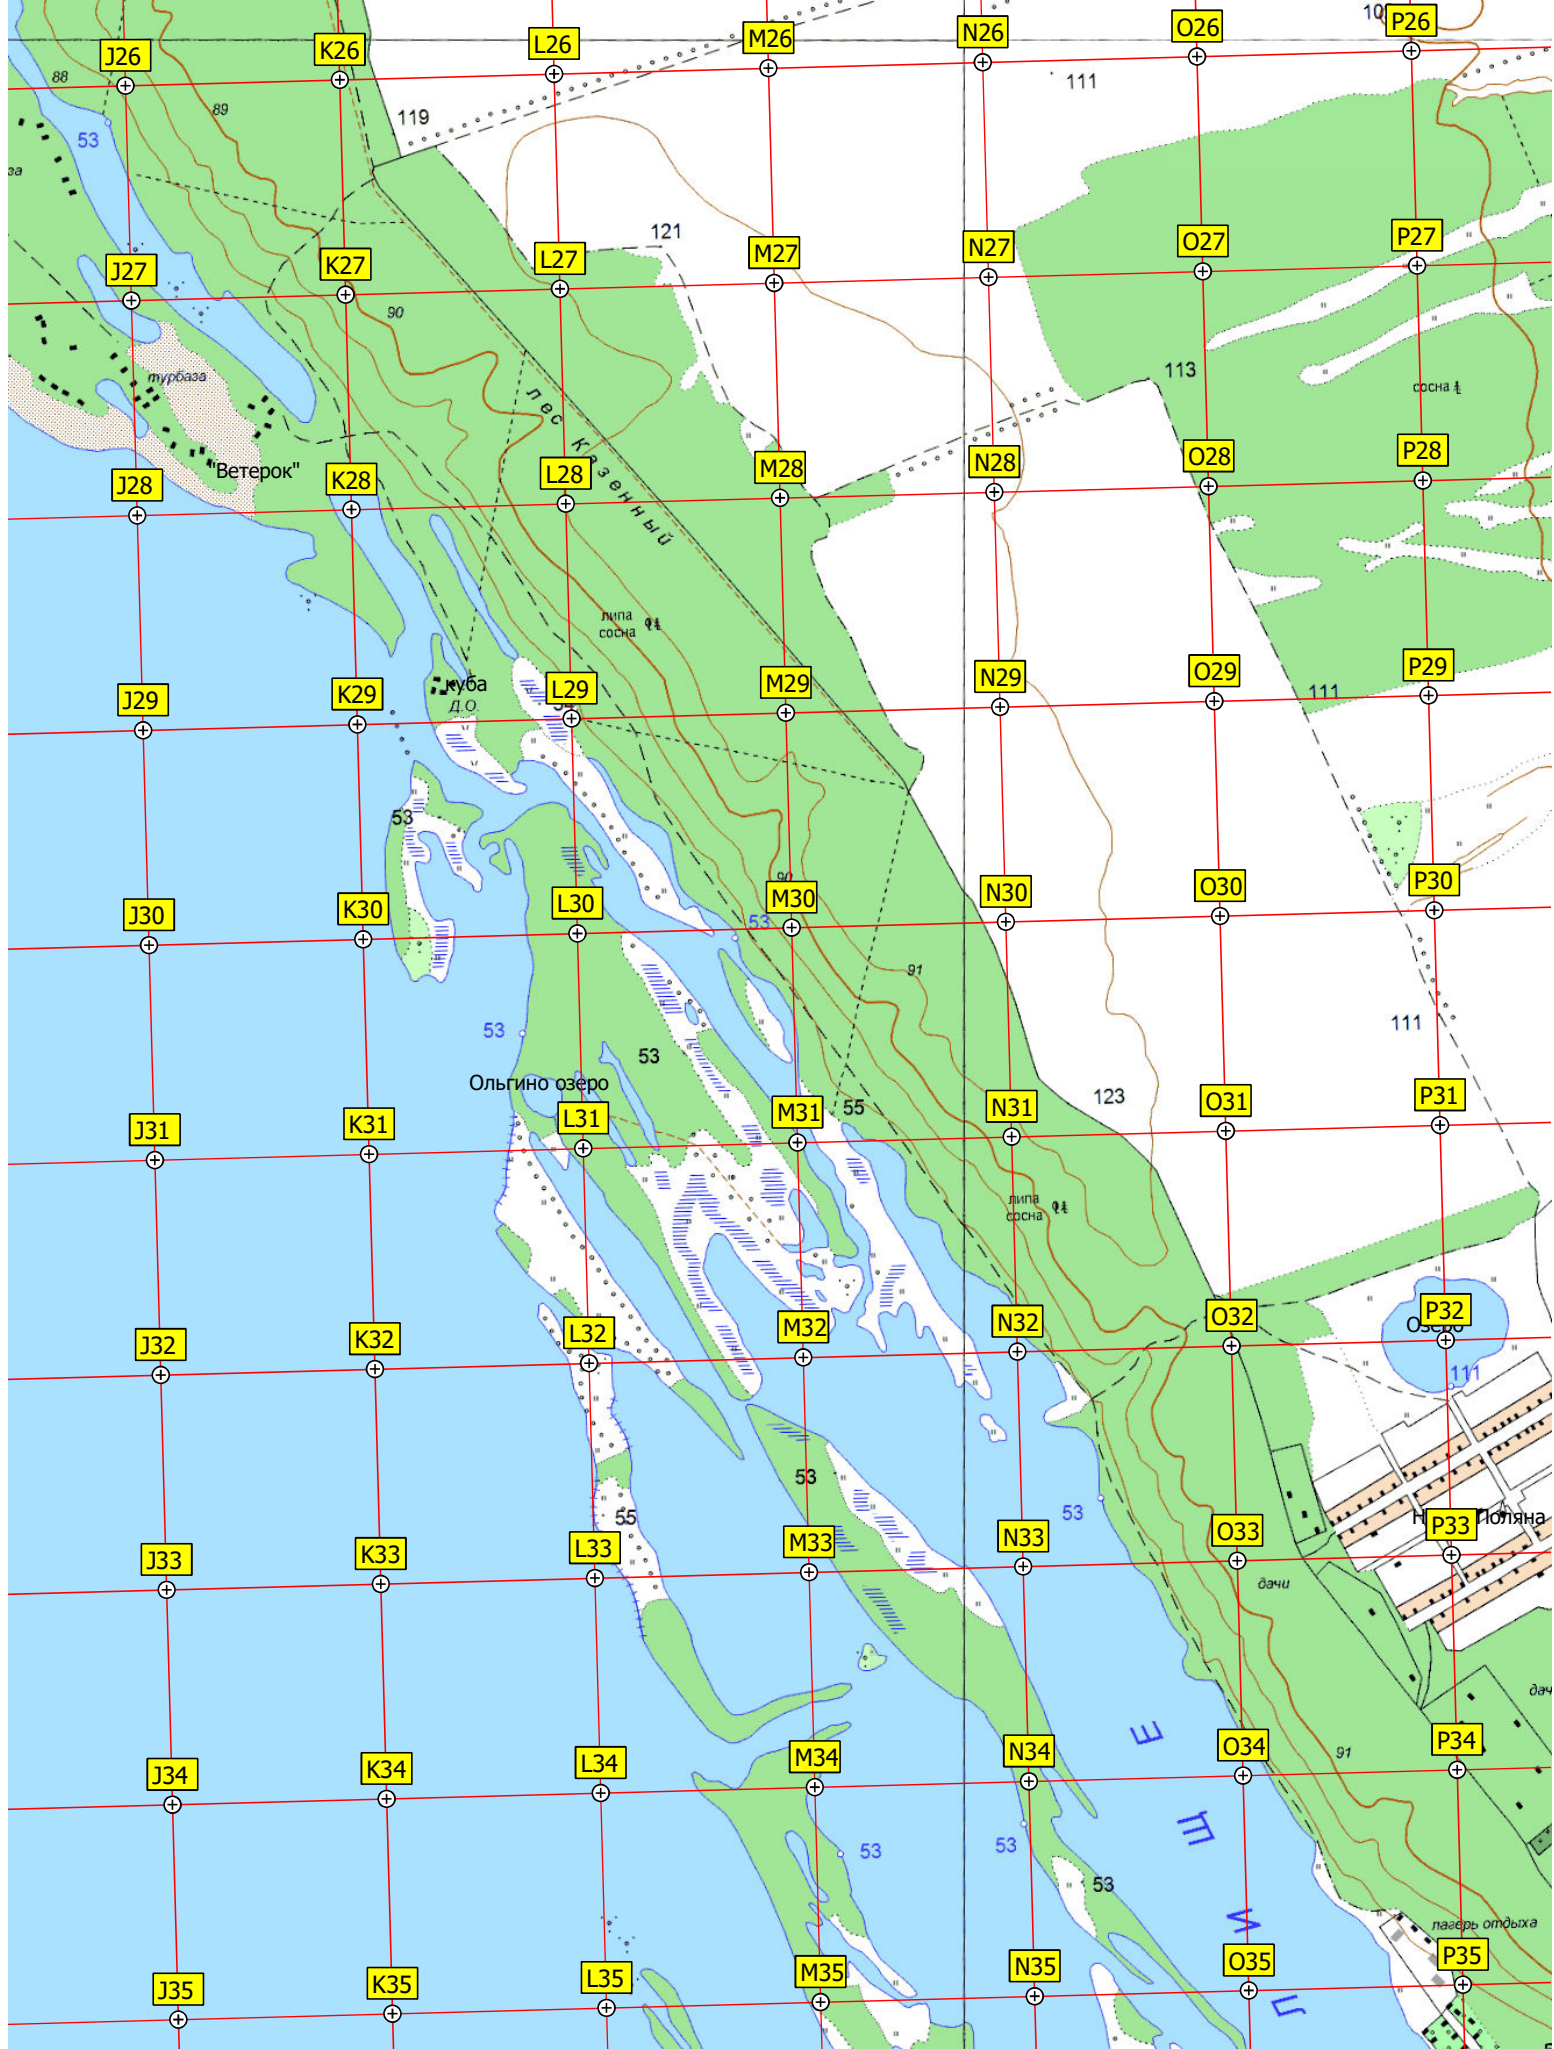 109
P26
O26
N26
M26
L26
K26
J26
88
89
111
119
53
за
121
P27
O27
N27
M27
L27
K27
J27
90
113
турбаза
сосна
лес Казенный
"Ветерок"
P28
O28
N28
M28
L28
K28
J28
липа
сосна
P29
O29
N29
M29
L29
K29
J29
куба
Д.О.
111
53
90
P30
O30
N30
M30
L30
K30
J30
53
91
53
111
53
Ольгино озеро
123
55
P31
O31
N31
M31
L31
K31
J31
липа
сосна
P32
O32
N32
M32
L32
K32
J32
Озеро
111
53
55
53
Поляна
P33
O33
N33
M33
L33
K33
J33
дачи
дач
Е
91
P34
O34
N34
M34
L34
K34
J34
Щ
53
53
53
И
лагерь отдыха
P35
O35
N35
M35
L35
K35
J35
Л